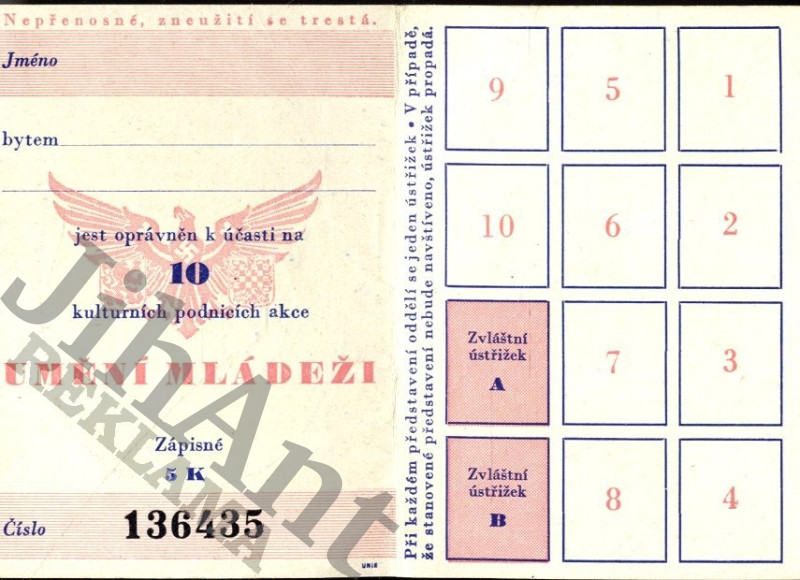 Nepřenosné, zneužití se trestá.
Jméno
bytem
jest oprávněn k účasti na
10
kulturních podnicích akce
UMĚNÍ MLÁDEŽI
Zápisné
5 K
Číslo 136435
UNIE
Při každém představení oddělí se jeden ústřižek • V případě,
že stanovené představení nebude navštíveno, ústřižek propadá.
9 5 1
10 6 2
Zvláštní
ústřižek
A
7 3
Zvláštní
ústřižek
B
8 4
JihAnt
REKLAMA